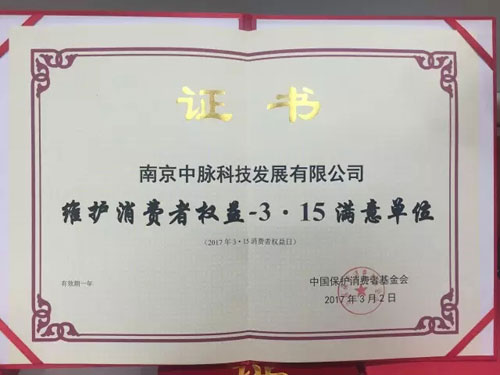 证书
南京中脉科技发展有限公司
维护消费者权益-3·15满意单位
(2017年3·15消费者权益日)
有效期一年
中国保护消费者基金会
2017年3月2日